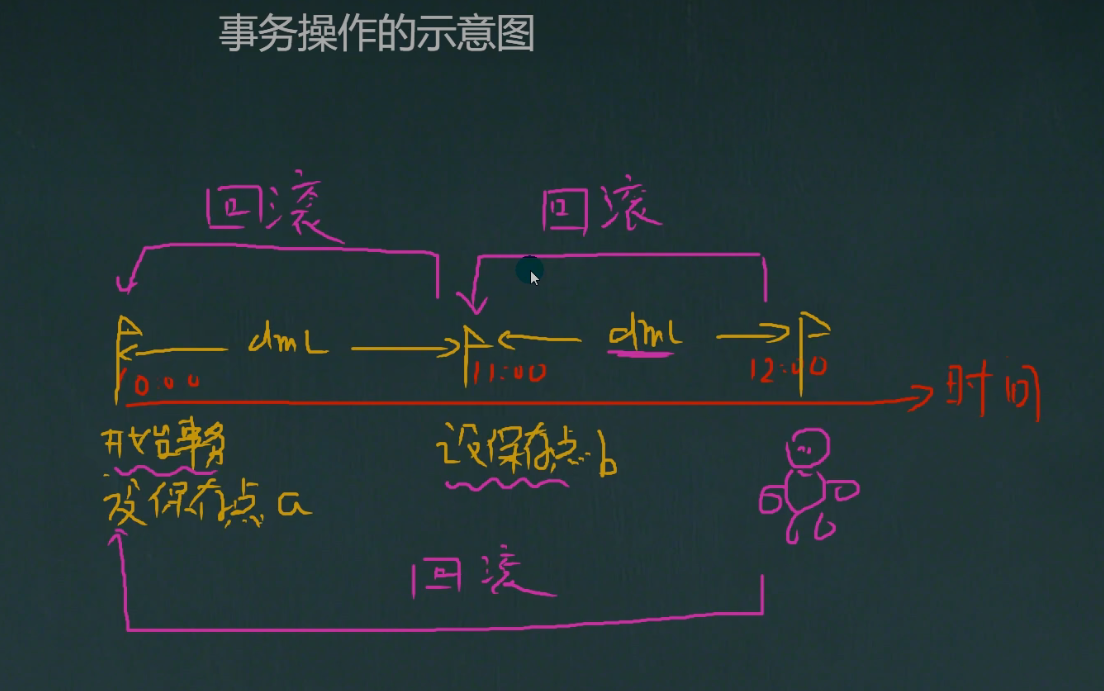 事务操作的示意图
回滚 回滚
dml dml
10:00 11:00 12:00 时间
开始事务 设保存点 b
设保存点 a
回滚